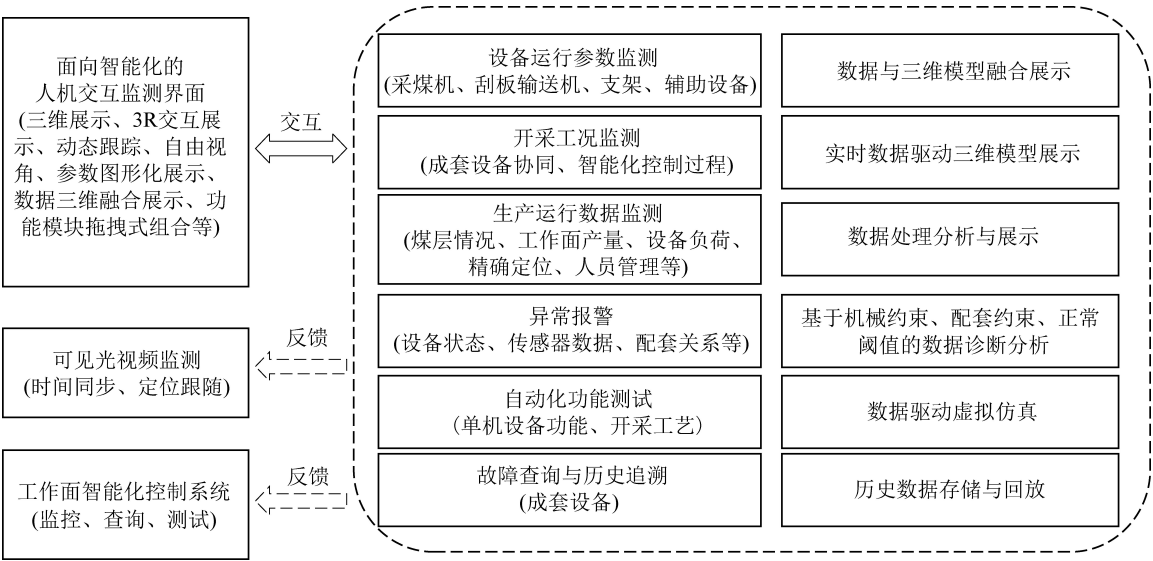 面向智能化的
人机交互监测界面
(三维展示、3R交互展
示、动态跟踪、自由视
角、参数图形化展示、
数据三维融合展示、功
能模块拖拽式组合等)
交互
可见光视频监测
(时间同步、定位跟随)
反馈
工作面智能化控制系统
(监控、查询、测试)
反馈
设备运行参数监测
(采煤机、刮板输送机、支架、辅助设备)
数据与三维模型融合展示
开采工况监测
(成套设备协同、智能化控制过程)
实时数据驱动三维模型展示
生产运行数据监测
(煤层情况、工作面产量、设备负荷、
精确定位、人员管理等)
数据处理分析与展示
异常报警
(设备状态、传感器数据、配套关系等)
基于机械约束、配套约束、正常
阈值的数据诊断分析
自动化功能测试
(单机设备功能、开采工艺)
数据驱动虚拟仿真
故障查询与历史追溯
(成套设备)
历史数据存储与回放